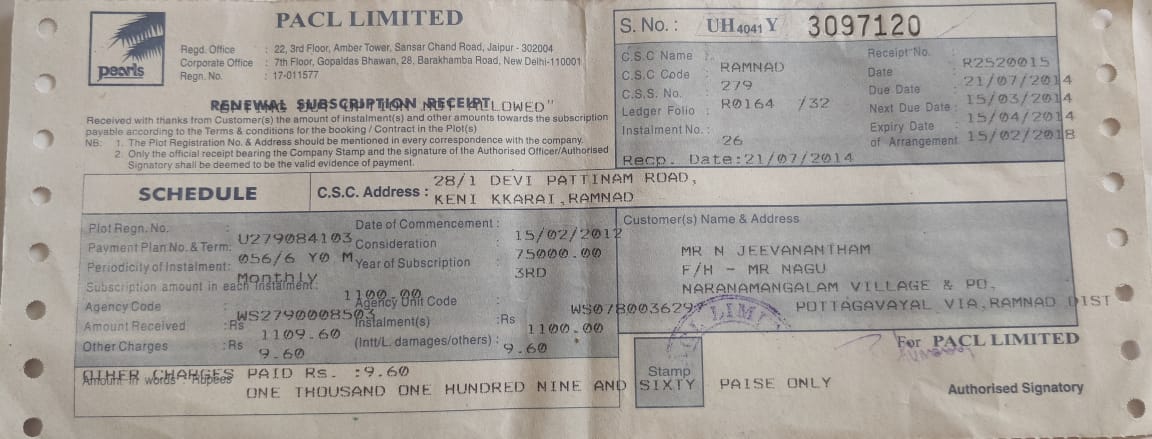 PACL LIMITED
pearls
Regd. Office : 22, 3rd Floor, Amber Tower, Sansar Chand Road, Jaipur - 302004
Corporate Office : 7th Floor, Gopaldas Bhawan, 28, Barakhamba Road, New Delhi-110001
Regn. No. : 17-011577
RENEWAL SUBSCRIPTION RECEIPT
NOT ALLOWED"
Received with thanks from Customer(s) the amount of instalment(s) and other amounts towards the subscription
payable according to the Terms & conditions for the booking / Contract in the Plot(s)
NB: 1. The Plot Registration No. & Address should be mentioned in every correspondence with the company.
2. Only the official receipt bearing the Company Stamp and the signature of the Authorised Officer/Authorised
Signatory shall be deemed to be the valid evidence of payment.
S. No.: UH4041Y 3097120
C.S.C Name : RAMNAD
C.S.C Code : 279
C.S.S. No. : R0164 /32
Ledger Folio :
Instalment No. : 26
Recp. Date:21/07/2014
Receipt No. : R2520015
Date : 21/07/2014
Due Date : 15/03/2014
Next Due Date : 15/04/2014
Expiry Date
of Arrangement : 15/02/2018
SCHEDULE
C.S.C. Address : 28/1 DEVI PATTINAM ROAD,
KENI KKARAI,RAMNAD
Plot Regn. No. : U279084103
Payment Plan No. & Term: 056/6 Y0 M
Periodicity of Instalment: Monthly
Subscription amount in each Instalment: 1100.00
Agency Code : WS2790008503
Amount Received :Rs 1109.60
Other Charges :Rs 9.60
Date of Commencement : 15/02/2012
Consideration : 75000.00
Year of Subscription : 3RD
Agency Unit Code : WS0780036297
Instalment(s) :Rs 1100.00
(Intt/L. damages/others) : 9.60
Customer(s) Name & Address
MR N JEEVANANTHAM
F/H - MR NAGU
NARANAMANGALAM VILLAGE & PO,
POTTAGAVAYAL VIA,RAMNAD DIST
OTHER CHARGES PAID Rs. :9.60
Amount in words : Rupees
ONE THOUSAND ONE HUNDRED NINE AND SIXTY PAISE ONLY
Stamp
For PACL LIMITED
Authorised Signatory